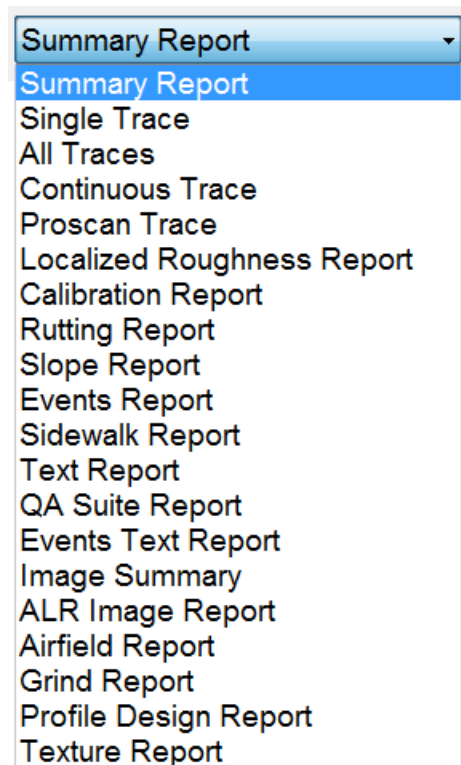 Summary Report
Summary Report
Single Trace
All Traces
Continuous Trace
Proscan Trace
Localized Roughness Report
Calibration Report
Rutting Report
Slope Report
Events Report
Sidewalk Report
Text Report
QA Suite Report
Events Text Report
Image Summary
ALR Image Report
Airfield Report
Grind Report
Profile Design Report
Texture Report